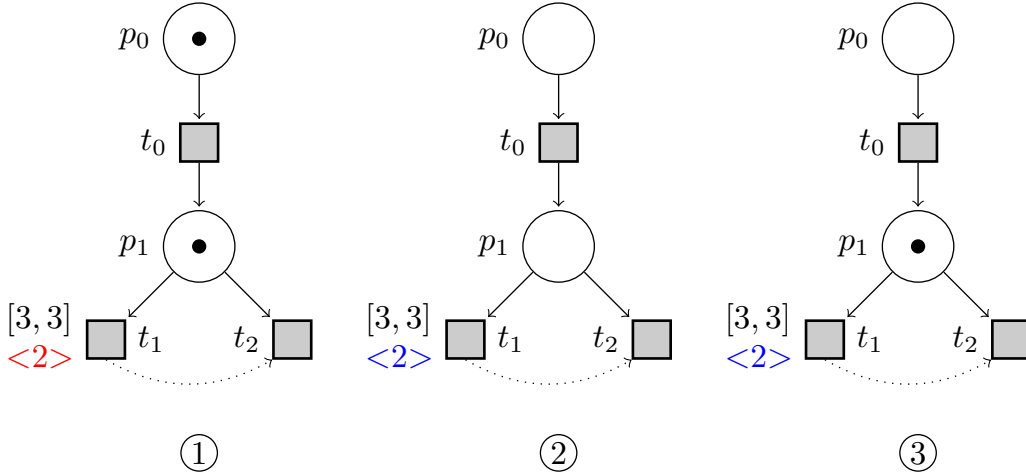 p₀ p₀ p₀
t₀ t₀ t₀
p₁ p₁ p₁
[3, 3] t₁ t₂ [3, 3] t₁ t₂ [3, 3] t₁ t₂
<2> <2> <2>
① ② ③